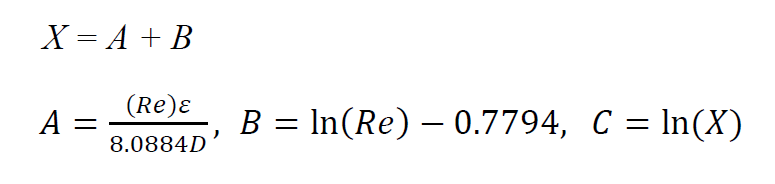 X = A + B
A = (Re)ε / 8.0884D, B = ln(Re) − 0.7794, C = ln(X)